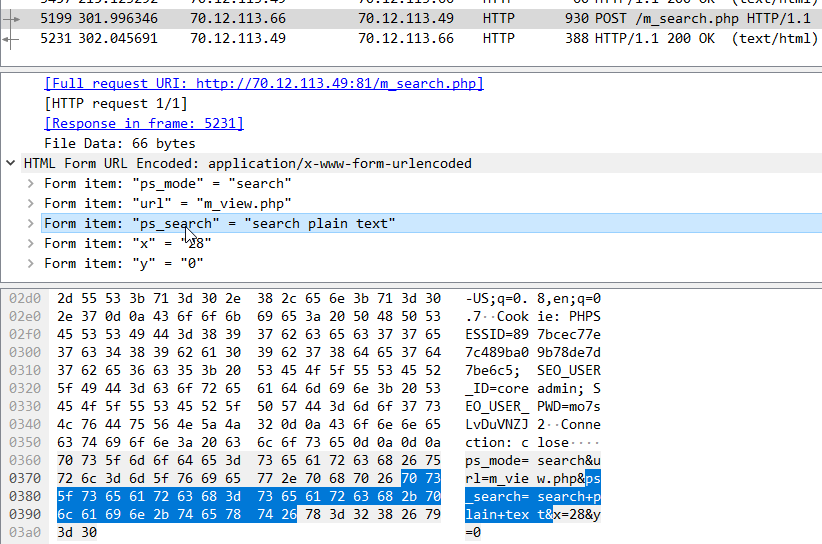 5199 301.996346 70.12.113.66 70.12.113.49 HTTP 930 POST /m_search.php HTTP/1.1
5231 302.045691 70.12.113.49 70.12.113.66 HTTP 388 HTTP/1.1 200 OK (text/html)
[Full request URI: http://70.12.113.49:81/m_search.php]
[HTTP request 1/1]
[Response in frame: 5231]
File Data: 66 bytes
HTML Form URL Encoded: application/x-www-form-urlencoded
Form item: "ps_mode" = "search"
Form item: "url" = "m_view.php"
Form item: "ps_search" = "search plain text"
Form item: "x" = "28"
Form item: "y" = "0"
02d0 2d 55 53 3b 71 3d 30 2e 38 2c 65 6e 3b 71 3d 30 -US;q=0. 8,en;q=0
02e0 2e 37 0d 0a 43 6f 6f 6b 69 65 3a 20 50 48 50 53 .7··Cook ie: PHPS
02f0 45 53 53 49 44 3d 38 39 37 62 63 65 63 37 37 65 ESSID=89 7bcec77e
0300 37 63 34 38 39 62 61 30 39 62 37 38 64 65 37 64 7c489ba0 9b78de7d
0310 37 62 65 36 63 35 3b 20 53 45 4f 5f 55 53 45 52 7be6c5; SEO_USER
0320 5f 49 44 3d 63 6f 72 65 61 64 6d 69 6e 3b 20 53 _ID=core admin; S
0330 45 4f 5f 55 53 45 52 5f 50 57 44 3d 6d 6f 37 73 EO_USER_ PWD=mo7s
0340 4c 76 44 75 56 4e 5a 4a 32 0d 0a 43 6f 6e 6e 65 LvDuVNZJ 2··Conne
0350 63 74 69 6f 6e 3a 20 63 6c 6f 73 65 0d 0a 0d 0a ction: c lose····
0360 70 73 5f 6d 6f 64 65 3d 73 65 61 72 63 68 26 75 ps_mode= search&u
0370 72 6c 3d 6d 5f 76 69 65 77 2e 70 68 70 26 70 73 rl=m_vie w.php&ps
0380 5f 73 65 61 72 63 68 3d 73 65 61 72 63 68 2b 70 _search= search+p
0390 6c 61 69 6e 2b 74 65 78 74 26 78 3d 32 38 26 79 lain+tex t&x=28&y
03a0 3d 30 =0